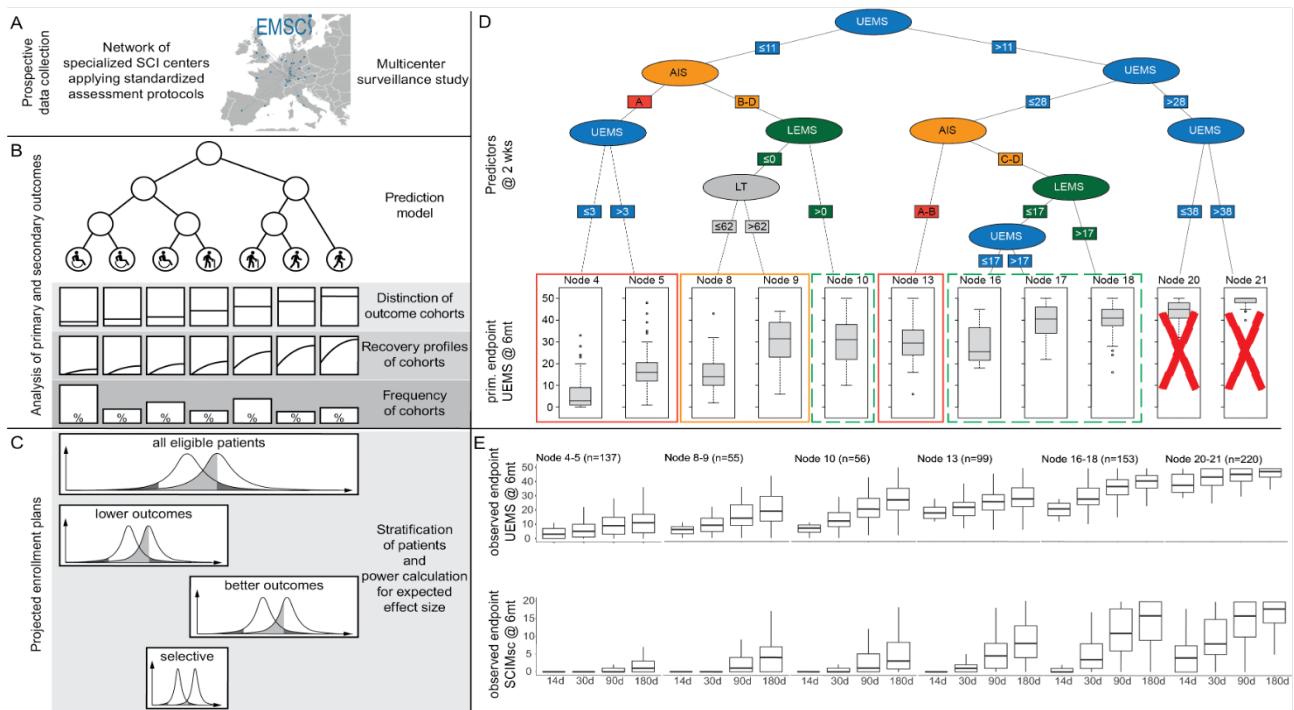 A
Prospective
data collection
Network of
specialized SCI centers
applying standardized
assessment protocols
EMSCI
Multicenter
surveillance study
B
Analysis of primary and secondary outcomes
Prediction
model
Distinction of
outcome cohorts
Recovery profiles
of cohorts
% % % % % % %
Frequency
of cohorts
C
Projected enrollment plans
all eligible patients
lower outcomes
better outcomes
selective
Stratification
of patients
and
power calculation
for expected
effect size
D
Predictors
@ 2 wks
UEMS
≤11 >11
AIS UEMS
A B-D ≤28 >28
UEMS LEMS AIS UEMS
≤0 C-D
LT LEMS
≤3 >3 >0 A-B ≤17 ≤38 >38
≤62 >62 UEMS >17
≤17 >17
Node 4 Node 5 Node 8 Node 9 Node 10 Node 13 Node 16 Node 17 Node 18 Node 20 Node 21
prim. endpoint
UEMS @ 6mt
50
40
30
20
10
0
E
Node 4-5 (n=137) Node 8-9 (n=55) Node 10 (n=56) Node 13 (n=99) Node 16-18 (n=153) Node 20-21 (n=220)
observed endpoint
UEMS @ 6mt
50
40
30
20
10
0
observed endpoint
SCIMsc @ 6mt
20
15
10
5
0
14d 30d 90d 180d 14d 30d 90d 180d 14d 30d 90d 180d 14d 30d 90d 180d 14d 30d 90d 180d 14d 30d 90d 180d